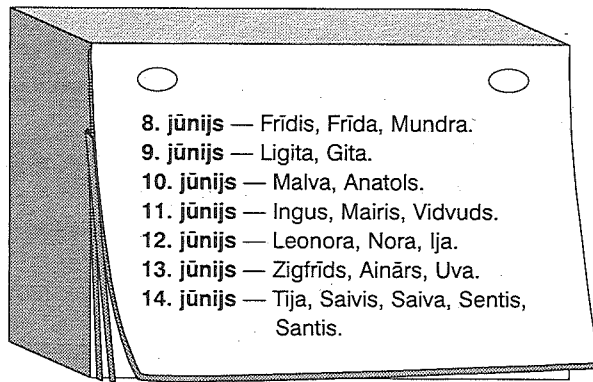 8. jūnijs — Frīdis, Frīda, Mundra.
9. jūnijs — Ligita, Gita.
10. jūnijs — Malva, Anatols.
11. jūnijs — Ingus, Mairis, Vidvuds.
12. jūnijs — Leonora, Nora, Ija.
13. jūnijs — Zigfrīds, Ainārs, Uva.
14. jūnijs — Tija, Saivis, Saiva, Sentis,
Santis.